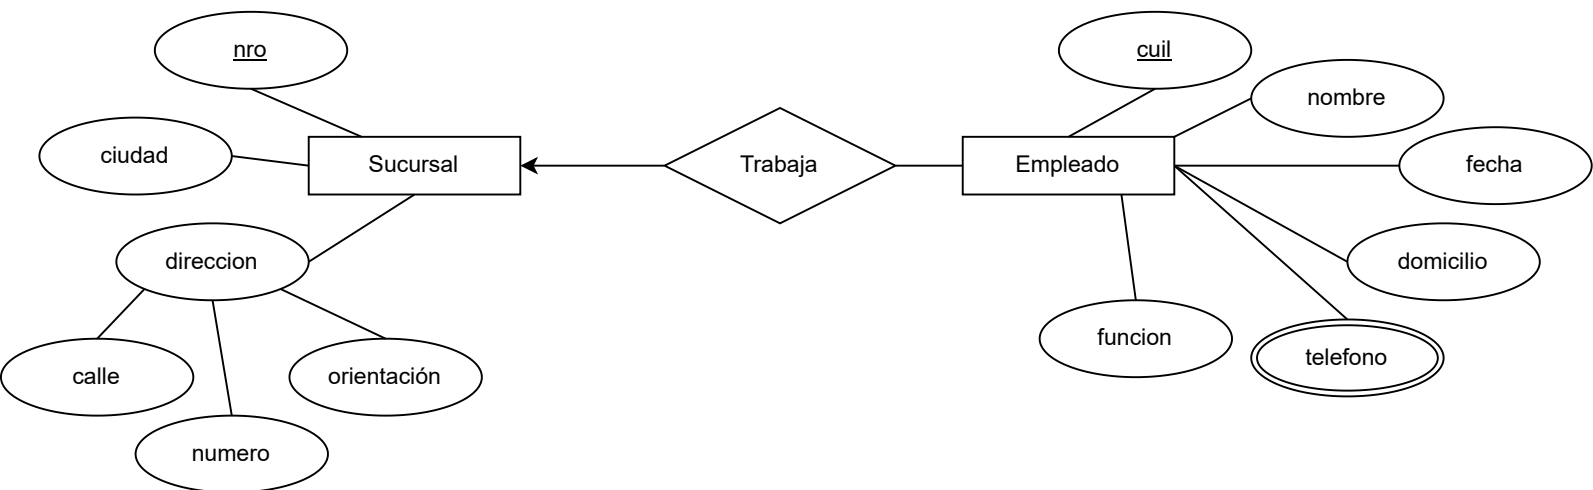 nro
cuil
nombre
ciudad
Sucursal
Trabaja
Empleado
fecha
direccion
domicilio
funcion
telefono
calle
orientación
numero